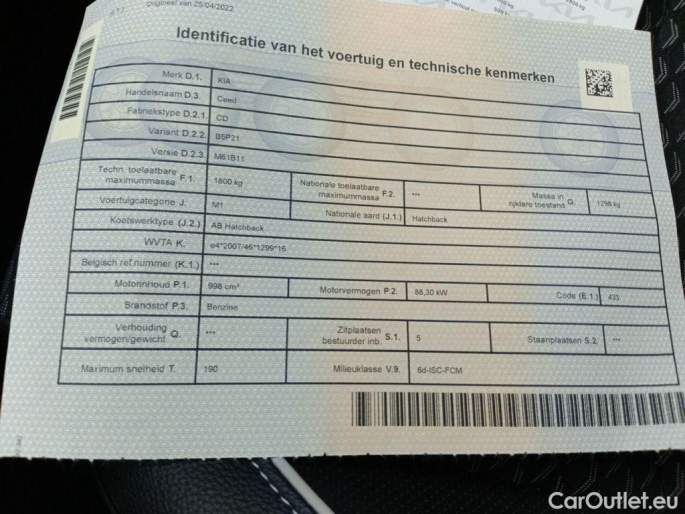 Origineel van 25/04/2022
Identificatie van het voertuig en technische kenmerken
Merk D.1. KIA
Handelsnaam D.3. Ceed
Fabriekstype D.2.1. CD
Variant D.2.2. B5P21
Versie D.2.3. M61B11
Techn. toelaatbare maximummassa F.1. 1800 kg Nationale toelaatbare maximummassa F.2. --- Massa in rijklare toestand G. 1298 kg
Voertuigcategorie J. M1 Nationale aard (J.1.) Hatchback
Koetswerktype (J.2.) AB Hatchback
WVTA K. e4*2007/46*1299*16
Belgisch ref.nummer (K.1.) ---
Motorinhoud P.1. 998 cm³ Motorvermogen P.2. 88,30 kW Code (E.1.) 433
Brandstof P.3. Benzine
Verhouding vermogen/gewicht Q. --- Zitplaatsen bestuurder inb. S.1. 5 Staanplaatsen S.2. ---
Maximum snelheid T. 190 Milieuklasse V.9. 6d-ISC-FCM
CarOutlet.eu